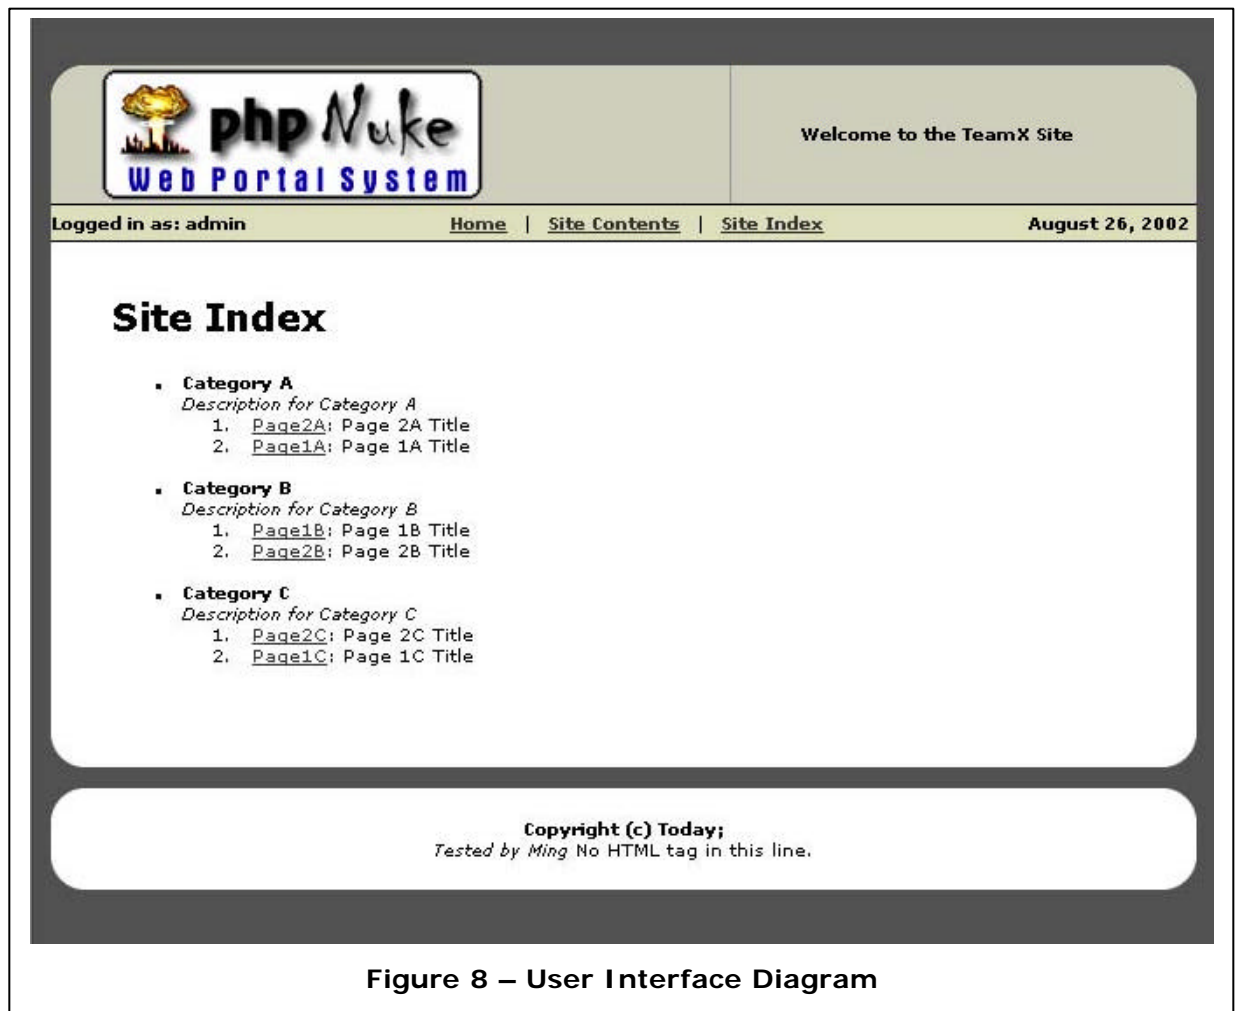 php Nuke
Web Portal System
Welcome to the TeamX Site
Logged in as: admin
Home | Site Contents | Site Index
August 26, 2002
Site Index
▪ Category A
Description for Category A
1. Page2A: Page 2A Title
2. Page1A: Page 1A Title
▪ Category B
Description for Category B
1. Page1B: Page 1B Title
2. Page2B: Page 2B Title
▪ Category C
Description for Category C
1. Page2C: Page 2C Title
2. Page1C: Page 1C Title
Copyright (c) Today;
Tested by Ming No HTML tag in this line.
Figure 8 – User Interface Diagram